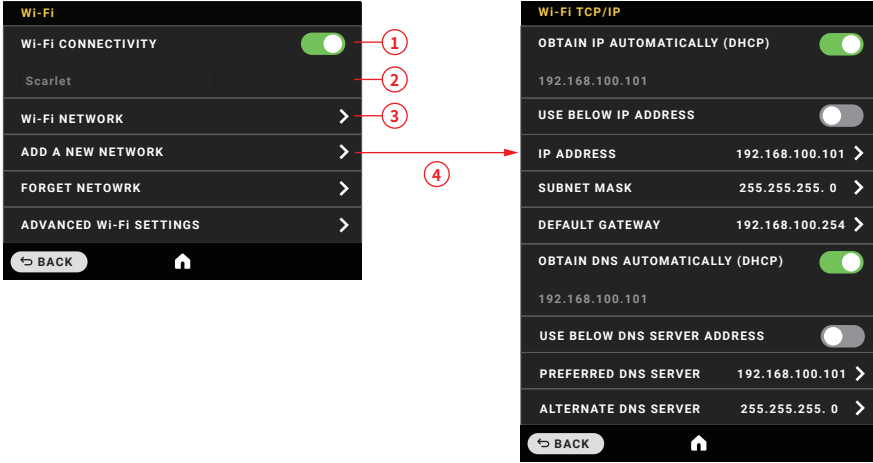 Wi-Fi
Wi-Fi CONNECTIVITY
1
Scarlet
2
Wi-Fi NETWORK
3
ADD A NEW NETWORK
4
FORGET NETOWRK
ADVANCED Wi-Fi SETTINGS
BACK
Wi-Fi TCP/IP
OBTAIN IP AUTOMATICALLY (DHCP)
192.168.100.101
USE BELOW IP ADDRESS
IP ADDRESS 192.168.100.101
SUBNET MASK 255.255.255. 0
DEFAULT GATEWAY 192.168.100.254
OBTAIN DNS AUTOMATICALLY (DHCP)
192.168.100.101
USE BELOW DNS SERVER ADDRESS
PREFERRED DNS SERVER 192.168.100.101
ALTERNATE DNS SERVER 255.255.255. 0
BACK